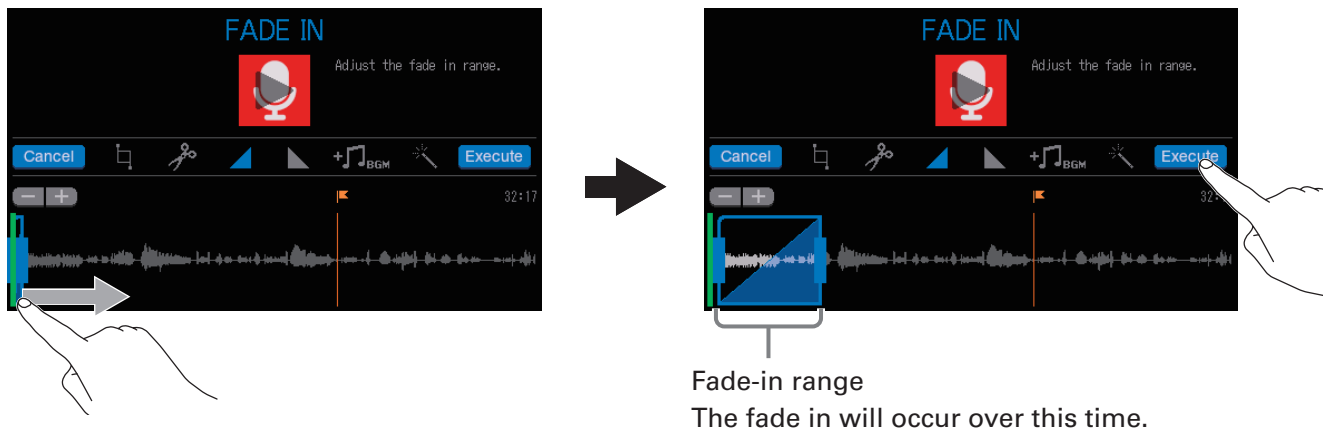 FADE IN
Adjust the fade in range.
Cancel
+
BGM
Execute
− +
32:17
FADE IN
Adjust the fade in range.
Cancel
+
BGM
Execute
− +
32:
Fade-in range
The fade in will occur over this time.